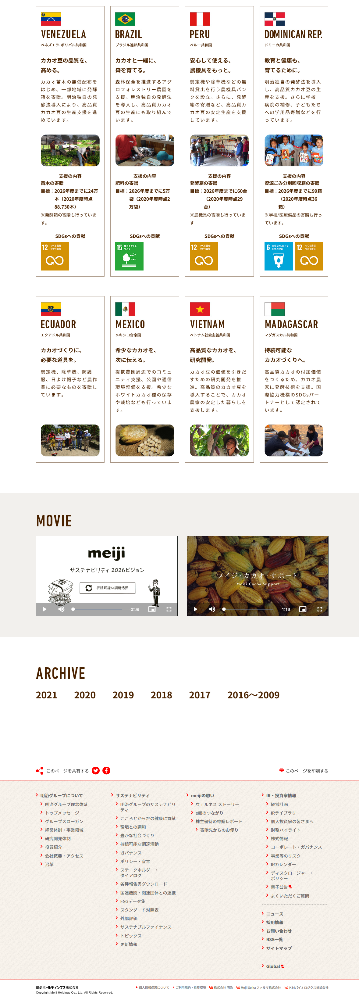 VENEZUELA
ベネズエラ・ボリバル共和国
カカオ豆の品質を、
高める。
カカオ苗木の無償配布を
はじめ、一部地域に発酵
箱を寄贈。明治独自の発
酵法導入により、高品質
カカオ豆の生産支援を進
めています。
支援の内容
苗木の寄贈
目標：2026年度までに24万
本（2020年度時点
88,730本）
※発酵箱の寄贈も行っていま
す。
SDGsへの貢献
12 つくる責任
つかう責任
BRAZIL
ブラジル連邦共和国
カカオと一緒に、
森を育てる。
森林保全を推進するアグ
ロフォレストリー農園を
支援。明治独自の発酵法
を導入し、高品質カカオ
豆の生産にも取り組んで
います。
meiji
支援の内容
肥料の寄贈
目標：2026年度までに5万
袋（2020年度時点2
万袋）
SDGsへの貢献
15 陸の豊かさも
守ろう
PERU
ペルー共和国
安心して使える、
農機具をもっと。
剪定機や除草機などの無
料貸出を行う農機具バン
クを設立。さらに、発酵
箱の寄贈など、高品質カ
カオ豆の安定生産を支援
しています。
支援の内容
発酵箱の寄贈
目標：2026年度までに60台
（2020年度時点29
台）
※農機具の寄贈も行っていま
す
SDGsへの貢献
12 つくる責任
つかう責任
DOMINICAN REP.
ドミニカ共和国
教育と健康も、
育てるために。
明治独自の発酵法を導入
し、高品質カカオ豆の生
産を支援。さらに学校・
病院の補修、子どもたち
への学用品寄贈などを行
っています。
支援の内容
資源ごみ分別回収箱の寄贈
目標：2026年度までに99箱
（2020年度時点36
箱）
※学校/医療備品の寄贈も行っ
ています。
SDGsへの貢献
6 安全な水とトイレ
を世界中に
12 つくる責任
つかう責任
ECUADOR
エクアドル共和国
カカオづくりに、
必要な道具を。
剪定機、除草機、防護
服、日よけ帽子など農作
業に必要なものを寄贈し
ています。
meiji
MEXICO
メキシコ合衆国
希少なカカオを、
次に伝える。
提携農園周辺でのコミュ
ニティ支援、公園や通信
環境整備を支援。希少な
ホワイトカカオ種の保存
や栽培なども行っていま
す。
VIETNAM
ベトナム社会主義共和国
高品質なカカオを、
研究開発。
カカオ豆の価値を引きだ
すための研究開発を推
進。高品質のカカオ豆を
導入することで、カカオ
農家の安定した暮らしを
支援します。
MADAGASCAR
マダガスカル共和国
持続可能な
カカオづくりへ。
高品質カカオの付加価値
をつくるため、カカオ農
家に発酵技術を支援。国
際協力機構のSDGsパー
トナーとして認定されて
います。
MOVIE
meiji
サステナビリティ 2026ビジョン
持続可能な調達活動
-3:39
メイジ・カカオ・サポート
Meiji Cocoa Support
-1:18
ARCHIVE
2021 2020 2019 2018 2017 2016～2009
このページを共有する
このページを印刷する
明治グループについて
明治グループ理念体系
トップメッセージ
グループスローガン
経営体制・事業領域
研究開発体制
役員紹介
会社概要・アクセス
沿革
サステナビリティ
明治グループのサステナビリ
ティ
こころとからだの健康に貢献
環境との調和
豊かな社会づくり
持続可能な調達活動
ガバナンス
ポリシー・宣言
ステークホルダー・
ダイアログ
各種報告書ダウンロード
国連機関・関連団体との連携
ESGデータ集
スタンダード対照表
外部評価
サステナブルファイナンス
トピックス
更新情報
meijiの想い
ウェルネス ストーリー
e顔のつながり
株主優待の寄贈レポート
寄贈先からのお便り
IR・投資家情報
経営計画
IRライブラリ
個人投資家の皆さまへ
財務ハイライト
株式情報
コーポレート・ガバナンス
事業等のリスク
IRカレンダー
ディスクロージャー・
ポリシー
電子公告
よくいただくご質問
ニュース
採用情報
お問い合わせ
RSS一覧
サイトマップ
Global
明治ホールディングス株式会社
Copyright Meiji Holdings Co., Ltd. All Rights Reserved.
個人情報保護について ご利用規約・推奨環境 株式会社 明治 Meiji Seika ファルマ株式会社 KMバイオロジクス株式会社